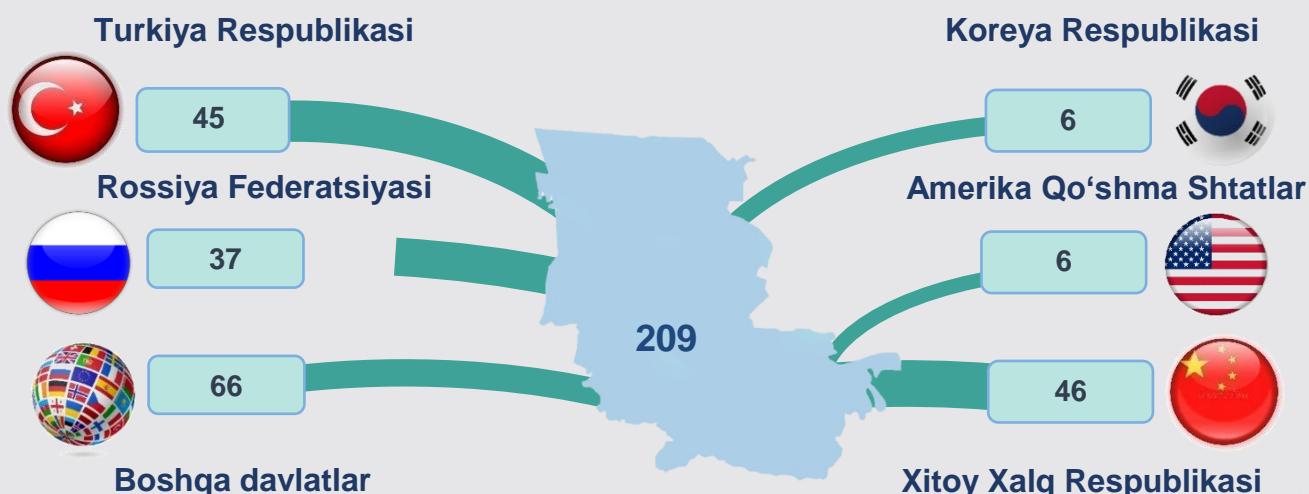 Turkiya Respublikasi
45
Rossiya Federatsiyasi
37
66
Boshqa davlatlar
209
Koreya Respublikasi
6
Amerika Qo‘shma Shtatlar
6
46
Xitoy Xalq Respublikasi